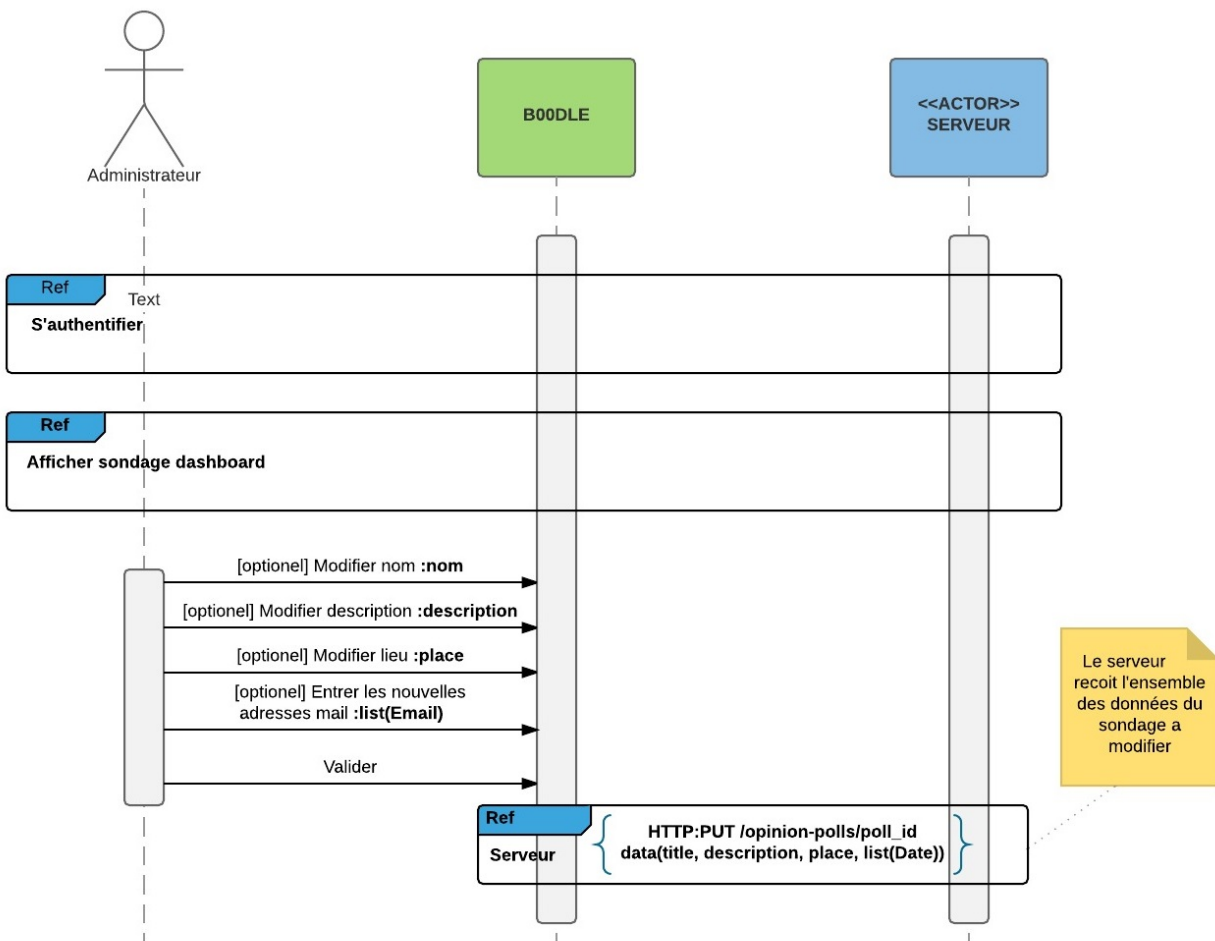 Administrateur
B00DLE
<<ACTOR>>
SERVEUR
Ref
Text
S'authentifier
Ref
Afficher sondage dashboard
[optionel] Modifier nom :nom
[optionel] Modifier description :description
[optionel] Modifier lieu :place
[optionel] Entrer les nouvelles
adresses mail :list(Email)
Valider
Le serveur
recoit l'ensemble
des données du
sondage a
modifier
Ref
Serveur
HTTP:PUT /opinion-polls/poll_id
data(title, description, place, list(Date))